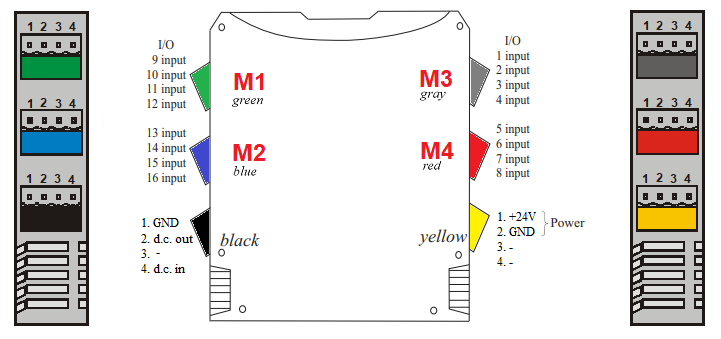 1 2 3 4
1 2 3 4
1 2 3 4
I/O
9 input
10 input
11 input
12 input
M1
green
13 input
14 input
15 input
16 input
M2
blue
1. GND
2. d.c. out
3. -
4. d.c. in
black
M3
gray
I/O
1 input
2 input
3 input
4 input
M4
red
5 input
6 input
7 input
8 input
yellow
1. +24V
2. GND
Power
3. -
4. -
1 2 3 4
1 2 3 4
1 2 3 4